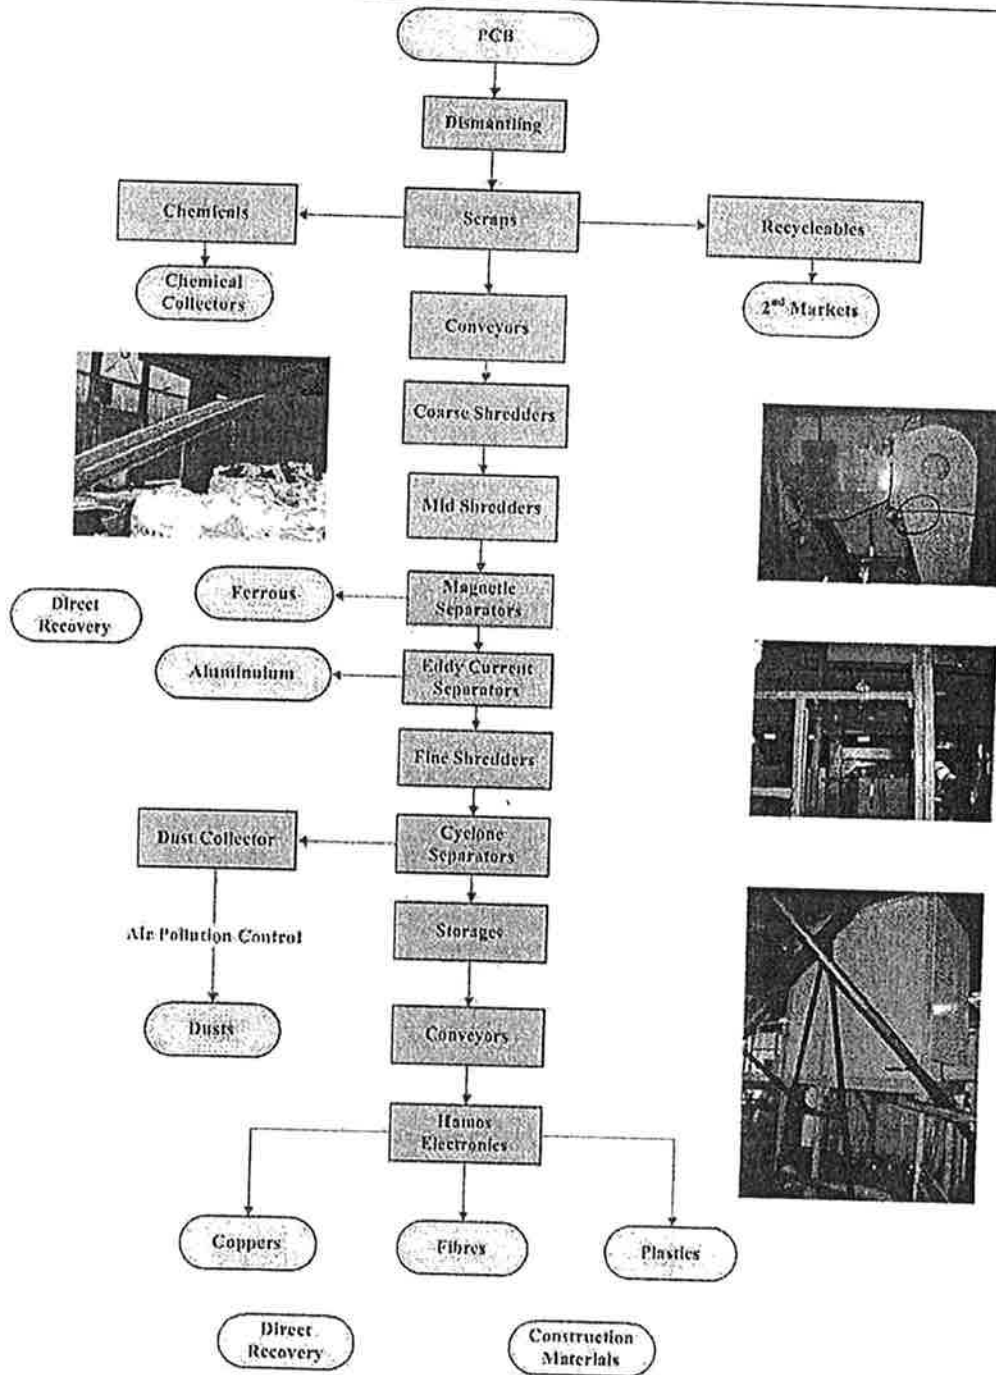 PCB
Dismantling
Chemicals
Scraps
Recycleables
Chemical
Collectors
2nd Markets
Conveyors
Coarse Shredders
Mid Shredders
Magnetic
Separators
Ferrous
Direct
Recovery
Eddy Current
Separators
Aluminulum
Fine Shredders
Cyclone
Separators
Dust Collector
Storages
Air Pollution Control
Dusts
Conveyors
Hamos
Electronics
Coppers
Fibres
Plastics
Direct
Recovery
Construction
Materials